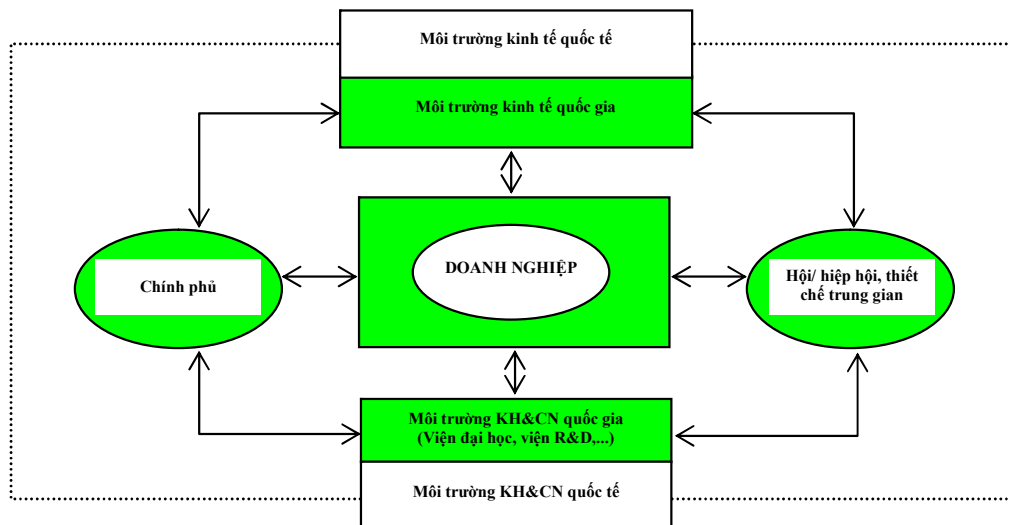 Môi trường kinh tế quốc tế
Môi trường kinh tế quốc gia
DOANH NGHIỆP
Chính phủ
Hội/ hiệp hội, thiết
chế trung gian
Môi trường KH&CN quốc gia
(Viện đại học, viện R&D,...)
Môi trường KH&CN quốc tế